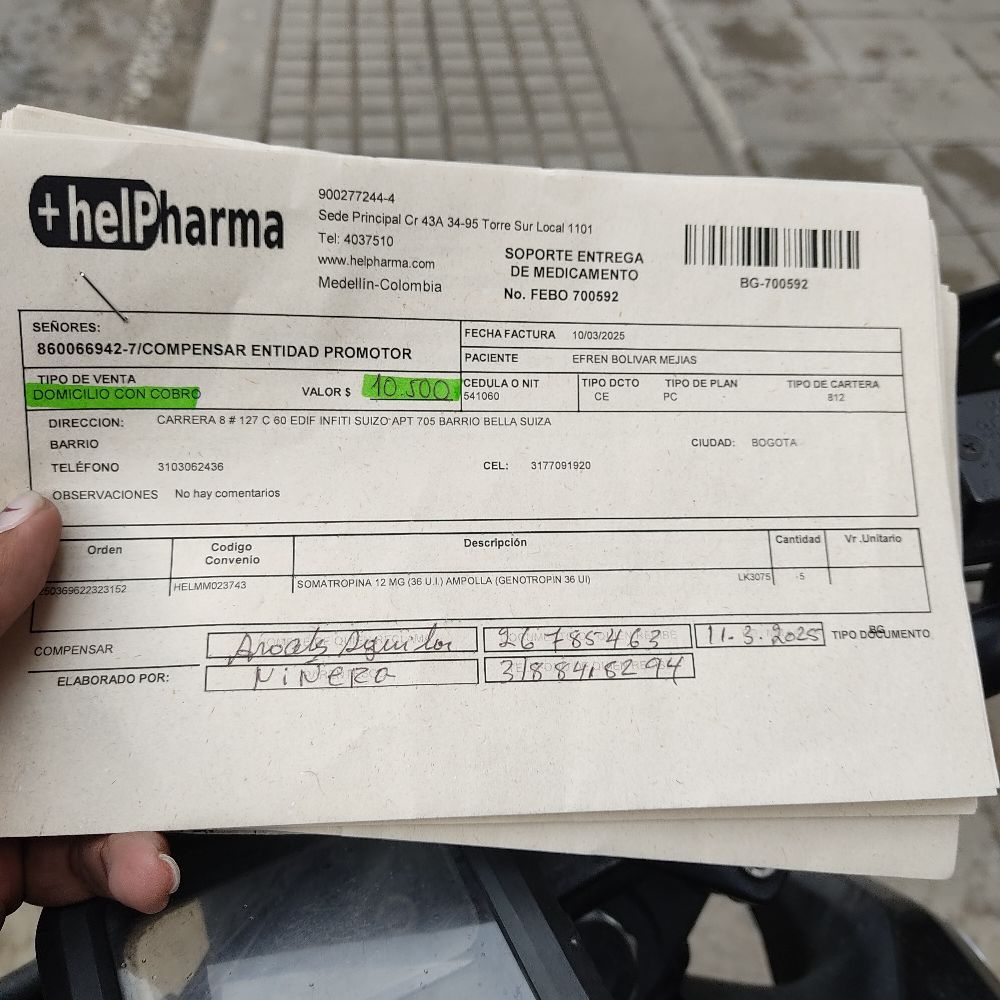 +helPharma
900277244-4
Sede Principal Cr 43A 34-95 Torre Sur Local 1101
Tel: 4037510
www.helpharma.com
Medellín-Colombia
SOPORTE ENTREGA
DE MEDICAMENTO
No. FEBO 700592
BG-700592
SEÑORES:
860066942-7/COMPENSAR ENTIDAD PROMOTOR
FECHA FACTURA 10/03/2025
PACIENTE EFREN BOLIVAR MEJIAS
TIPO DE VENTA
DOMICILIO CON COBRO
VALOR $ 10.500
CEDULA O NIT TIPO DCTO TIPO DE PLAN TIPO DE CARTERA
541060 CE PC 812
DIRECCION: CARRERA 8 # 127 C 60 EDIF INFITI SUIZO APT 705 BARRIO BELLA SUIZA
BARRIO CIUDAD: BOGOTA
TELÉFONO 3103062436 CEL: 3177091920
OBSERVACIONES No hay comentarios
Orden Codigo Convenio Descripción Cantidad Vr .Unitario
50369622323152 HELMM023743 SOMATROPINA 12 MG (36 U.I.) AMPOLLA (GENOTROPIN 36 UI) LK3075 5
COMPENSAR 26785463 11.3.2025 TIPO DOCUMENTO
BG
ELABORADO POR: NIÑERA 3188416294